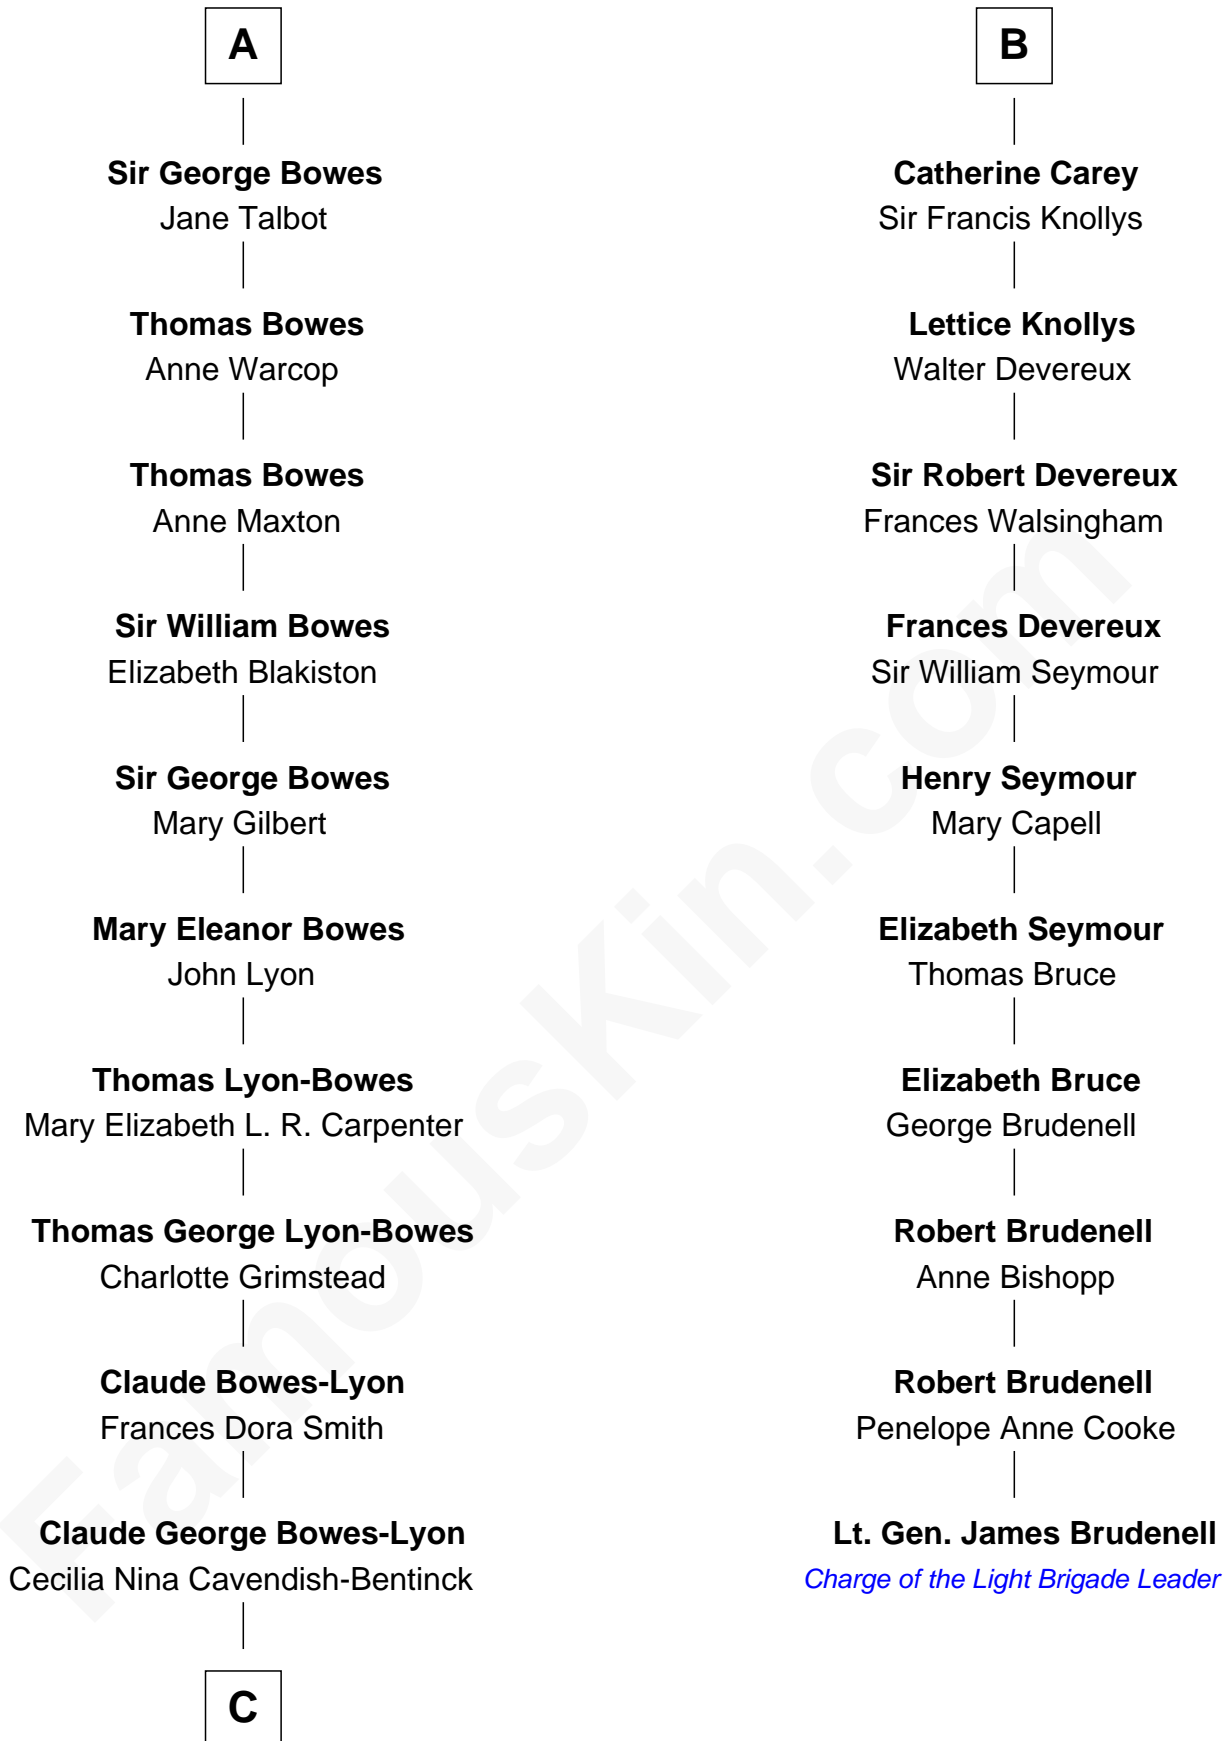 A
Sir George Bowes
Jane Talbot
Thomas Bowes
Anne Warcop
Thomas Bowes
Anne Maxton
Sir William Bowes
Elizabeth Blakiston
Sir George Bowes
Mary Gilbert
Mary Eleanor Bowes
John Lyon
Thomas Lyon-Bowes
Mary Elizabeth L. R. Carpenter
Thomas George Lyon-Bowes
Charlotte Grimstead
Claude Bowes-Lyon
Frances Dora Smith
Claude George Bowes-Lyon
Cecilia Nina Cavendish-Bentinck
C
B
Catherine Carey
Sir Francis Knollys
Lettice Knollys
Walter Devereux
Sir Robert Devereux
Frances Walsingham
Frances Devereux
Sir William Seymour
Henry Seymour
Mary Capell
Elizabeth Seymour
Thomas Bruce
Elizabeth Bruce
George Brudenell
Robert Brudenell
Anne Bishopp
Robert Brudenell
Penelope Anne Cooke
Lt. Gen. James Brudenell
Charge of the Light Brigade Leader
FamousKin.com